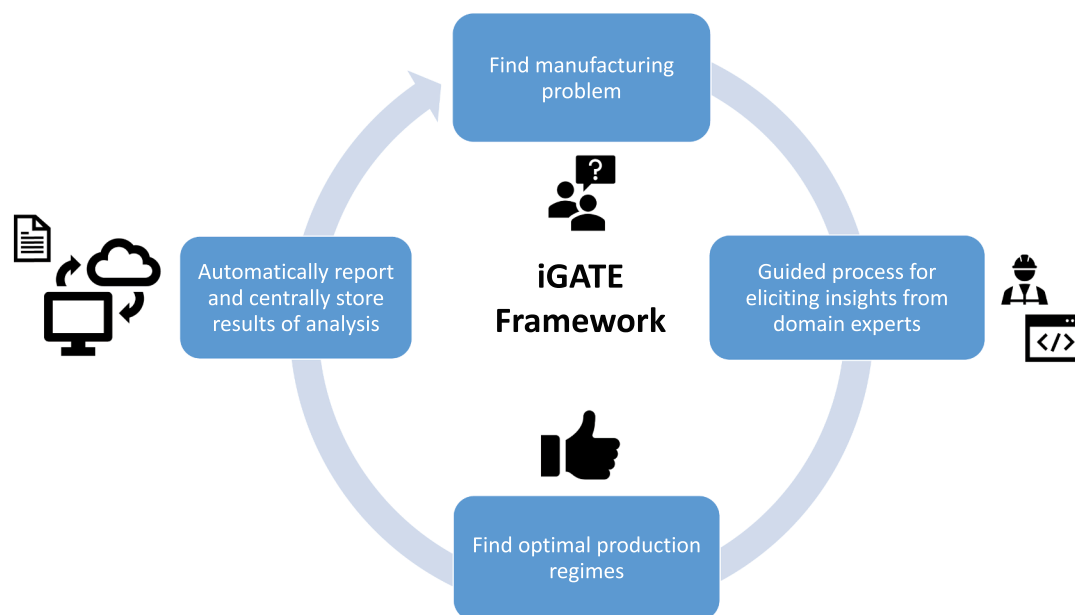 Find manufacturing
problem
?
iGATE
Framework
Guided process for
eliciting insights from
domain experts
</>
Find optimal production
regimes
Automatically report
and centrally store
results of analysis